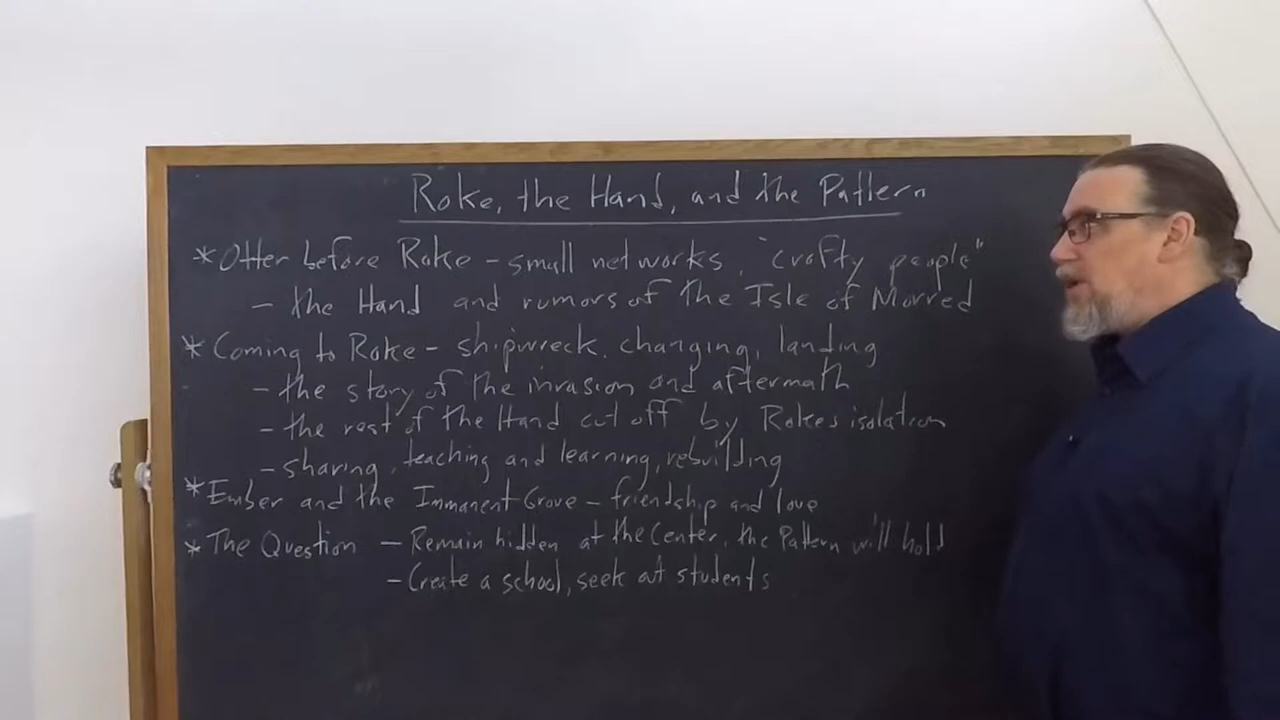 Roke, the Hand, and the Pattern
* Otter before Roke - small networks, "crafty people"
- the Hand and rumors of the Isle of Morred
* Coming to Roke - shipwreck, changing, landing
- the story of the invasion and aftermath
- the rest of the Hand cut off by Roke's isolation
- sharing, teaching and learning, rebuilding
* Ember and the Immanent Grove - friendship and love
* The Question - Remain hidden at the Center, the Pattern will hold
- Create a school, seek out students